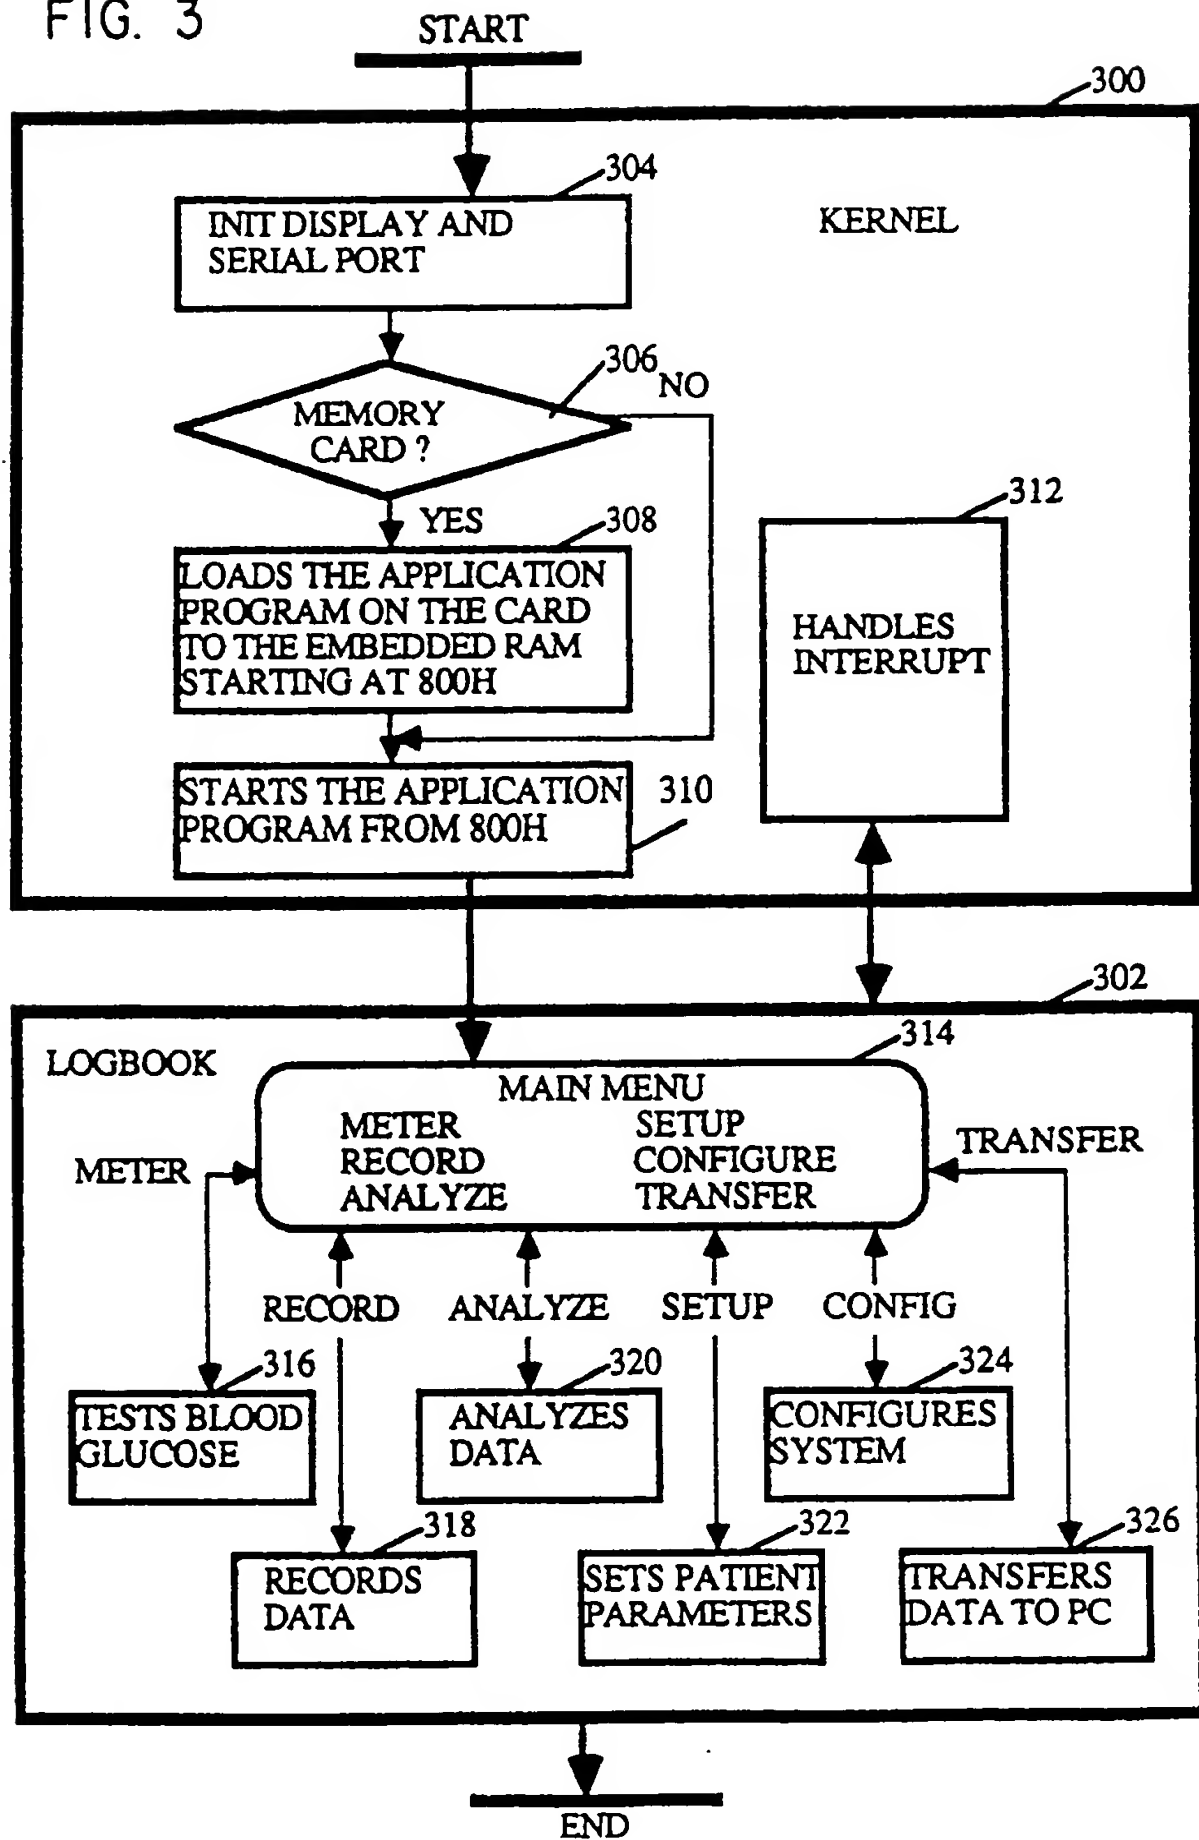 FIG. 3
START
300
304
INIT DISPLAY AND
SERIAL PORT
KERNEL
306
NO
MEMORY
CARD ?
YES
308
312
LOADS THE APPLICATION
PROGRAM ON THE CARD
TO THE EMBEDDED RAM
STARTING AT 800H
HANDLES
INTERRUPT
STARTS THE APPLICATION
PROGRAM FROM 800H
310
302
LOGBOOK
314
MAIN MENU
METER
RECORD
ANALYZE
SETUP
CONFIGURE
TRANSFER
METER
TRANSFER
RECORD
ANALYZE
SETUP
CONFIG
316
320
324
TESTS BLOOD
GLUCOSE
ANALYZES
DATA
CONFIGURES
SYSTEM
318
322
326
RECORDS
DATA
SETS PATIENT
PARAMETERS
TRANSFERS
DATA TO PC
END